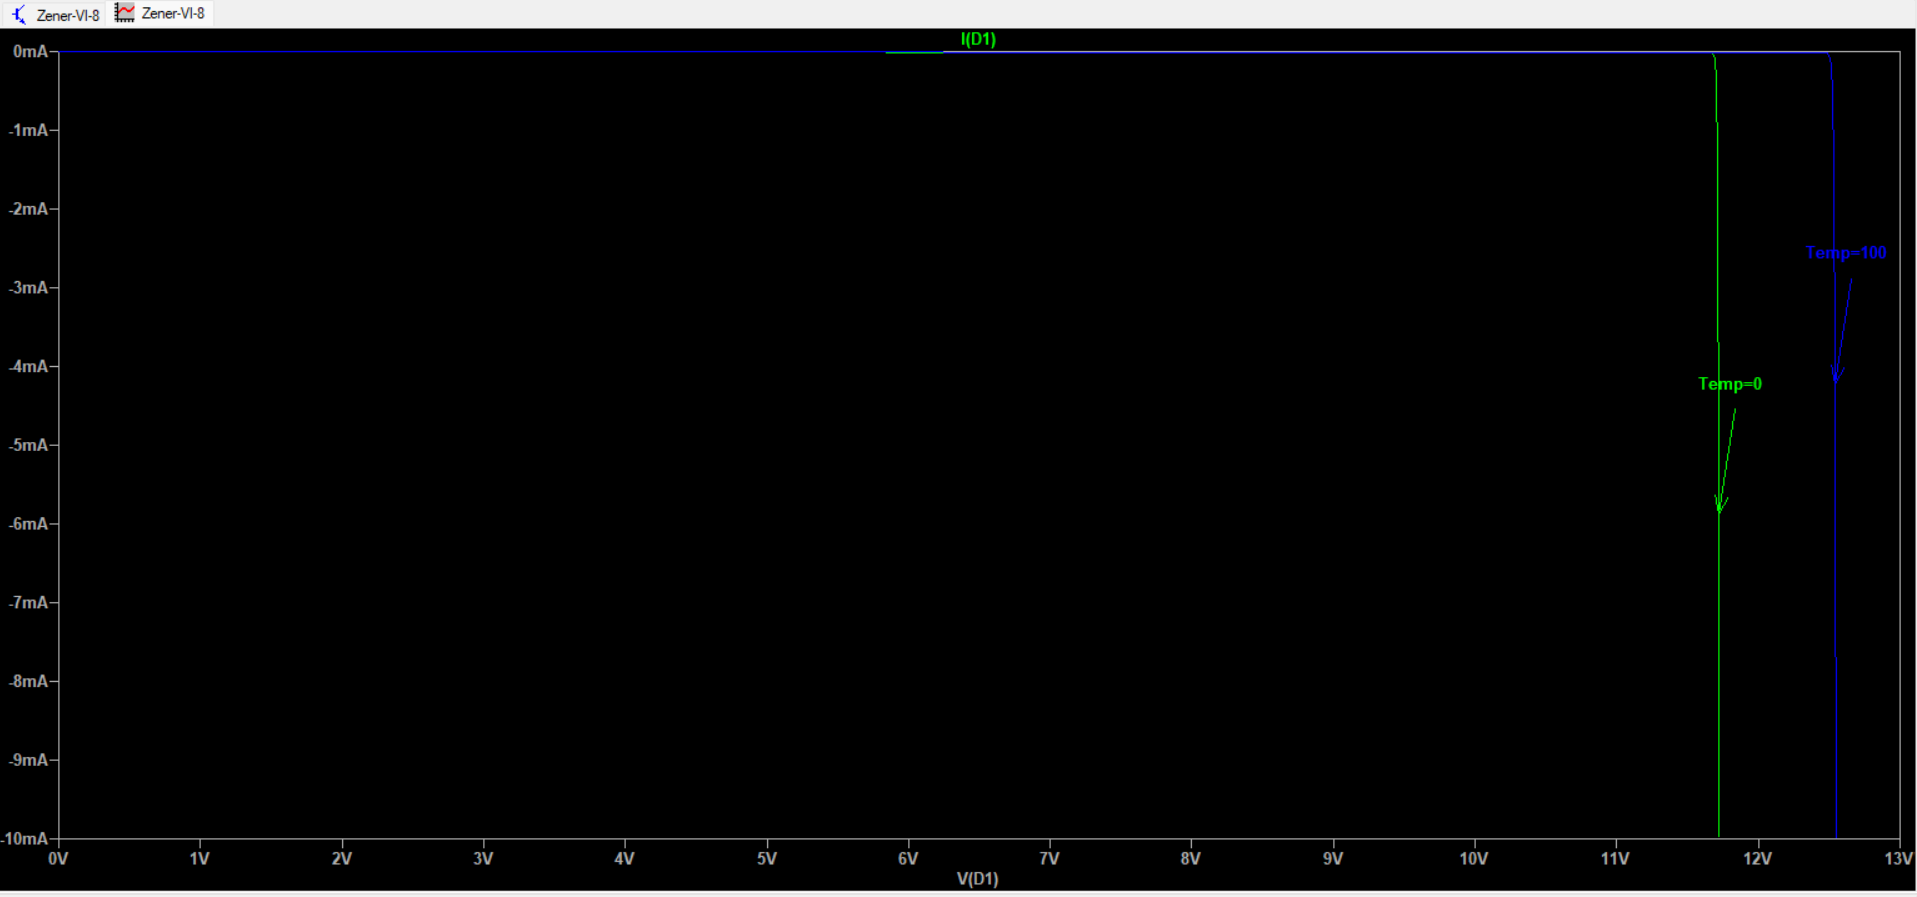 Zener-VI-8 Zener-VI-8
I(D1)
0mA
-1mA
-2mA
Temp=100
-3mA
-4mA
Temp=0
-5mA
-6mA
-7mA
-8mA
-9mA
-10mA
0V 1V 2V 3V 4V 5V 6V 7V 8V 9V 10V 11V 12V 13V
V(D1)